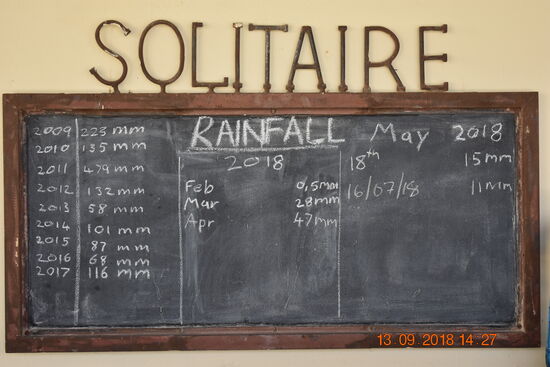 SOLITAIRE
2009 223 mm
2010 135 mm
2011 479 mm
2012 132 mm
2013 58 mm
2014 101 mm
2015 87 mm
2016 68 mm
2017 116 mm
RAINFALL
2018
Feb 0,5mm
Mar 28mm
Apr 47mm
May 2018
18th 15mm
16/07/18 11mm
13.09.2018 14:27